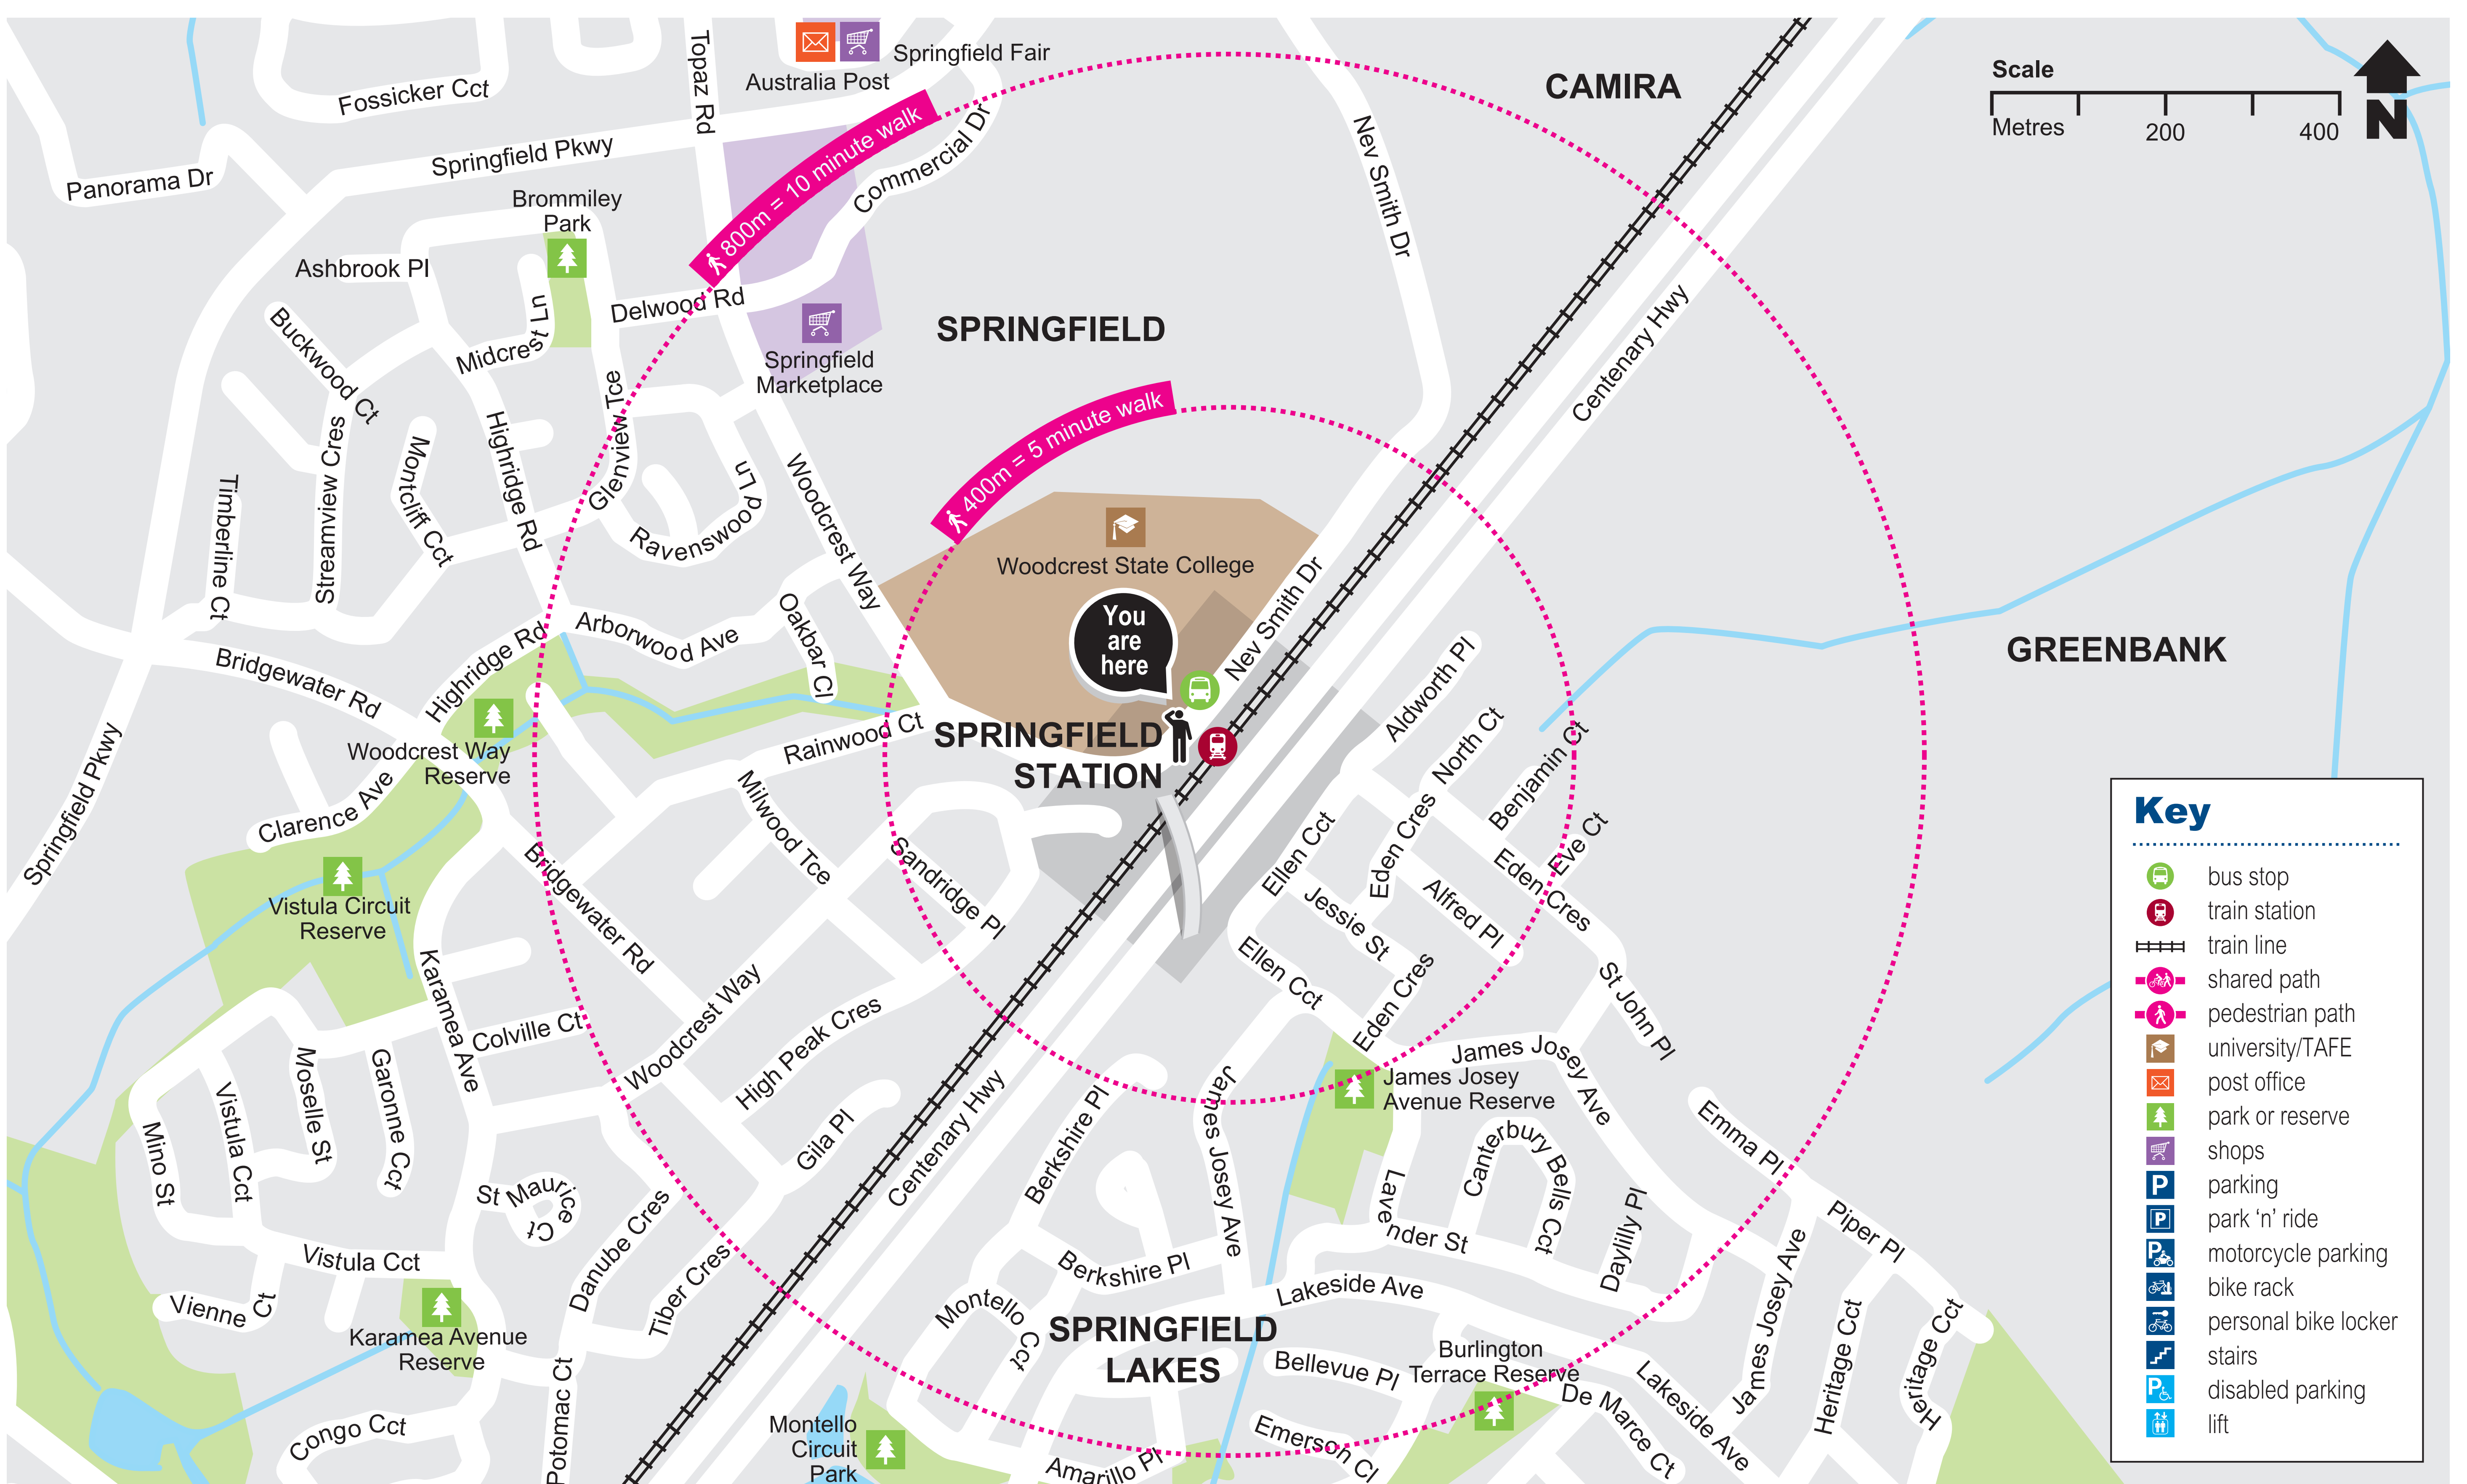 Springfield Fair
Australia Post
Topaz Rd
CAMIRA
Scale
Metres
200
400
N
Fossicker Cct
Springfield Pkwy
Panorama Dr
800m = 10 minute walk
Commercial Dr
Nev Smith Dr
Brommiley
Park
Ashbrook Pl
Delwood Rd
Midcrest Ln
Buckwood Ct
SPRINGFIELD
Springfield
Marketplace
Centenary Hwy
Glenview Tce
Highridge Rd
Streamview Cres
Montcliff Cct
Timberline Ct
Ravenswood Ln
Woodcrest Way
400m = 5 minute walk
Woodcrest State College
You
are
here
Nev Smith Dr
Arborwood Ave
Oakbar Cl
Highridge Rd
Bridgewater Rd
Springfield Pkwy
Woodcrest Way
Reserve
Rainwood Ct
SPRINGFIELD
STATION
Aldworth Pl
North Ct
Eden Cres
Benjamin Ct
Eve Ct
GREENBANK
Clarence Ave
Milwood Tce
Sandridge Pl
Ellen Cct
Jessie St
Alfred Pl
Eden Cres
Vistula Circuit
Reserve
Bridgewater Rd
Karamea Ave
Ellen Cct
Eden Cres
St John Pl
Colville Ct
Woodcrest Way
High Peak Cres
Centenary Hwy
Moselle St
Garonne Cct
Vistula Cct
Mino St
Gila Pl
Berkshire Pl
James Josey Ave
James Josey
Avenue Reserve
James Josey Ave
Emma Pl
Canterbury Bells Cct
Lavender St
Daylilly Pl
St Maurice Ct
Danube Cres
Tiber Cres
Vistula Cct
Vienne Ct
Karamea Avenue
Reserve
Berkshire Pl
Montello Cct
SPRINGFIELD
LAKES
Lakeside Ave
Bellevue Pl
Burlington
Terrace Reserve
De Marce Ct
Lakeside Ave
James Josey Ave
Piper Pl
Heritage Cct
Heritage Cct
Congo Cct
Potomac Ct
Montello
Circuit
Park
Amarillo Pl
Emerson Cl
Key
bus stop
train station
train line
shared path
pedestrian path
university/TAFE
post office
park or reserve
shops
P parking
P park ‘n’ ride
P motorcycle parking
bike rack
personal bike locker
stairs
P disabled parking
lift